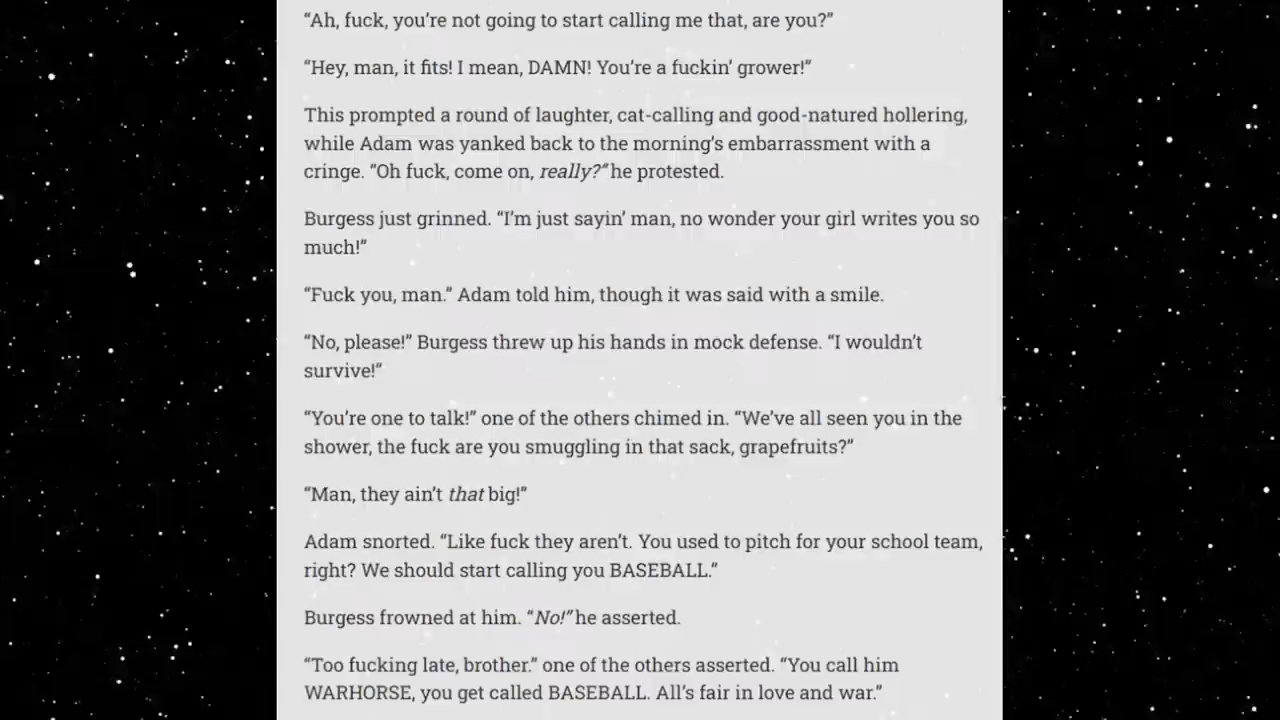 “Ah, fuck, you’re not going to start calling me that, are you?”
“Hey, man, it fits! I mean, DAMN! You’re a fuckin’ grower!”
This prompted a round of laughter, cat-calling and good-natured hollering,
while Adam was yanked back to the morning’s embarrassment with a
cringe. “Oh fuck, come on, really?” he protested.
Burgess just grinned. “I’m just sayin’ man, no wonder your girl writes you so
much!”
“Fuck you, man.” Adam told him, though it was said with a smile.
“No, please!” Burgess threw up his hands in mock defense. “I wouldn’t
survive!”
“You’re one to talk!” one of the others chimed in. “We’ve all seen you in the
shower, the fuck are you smuggling in that sack, grapefruits?”
“Man, they ain’t that big!”
Adam snorted. “Like fuck they aren’t. You used to pitch for your school team,
right? We should start calling you BASEBALL.”
Burgess frowned at him. “No!” he asserted.
“Too fucking late, brother.” one of the others asserted. “You call him
WARHORSE, you get called BASEBALL. All’s fair in love and war.”